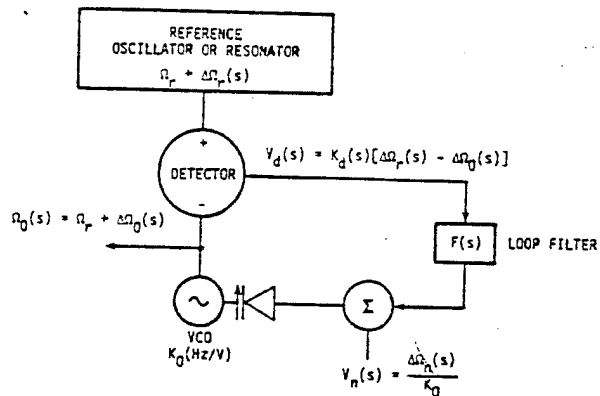 REFERENCE
OSCILLATOR OR RESONATOR
Ω_r + ΔΩ_r(s)
+
DETECTOR
−
V_d(s) = K_d(s)[ΔΩ_r(s) - ΔΩ_0(s)]
Ω_0(s) = Ω_r + ΔΩ_0(s)
F(s)
LOOP FILTER
~
Σ
VCO
K_0(Hz/V)
V_n(s) = ΔΩ_n(s)
K_0